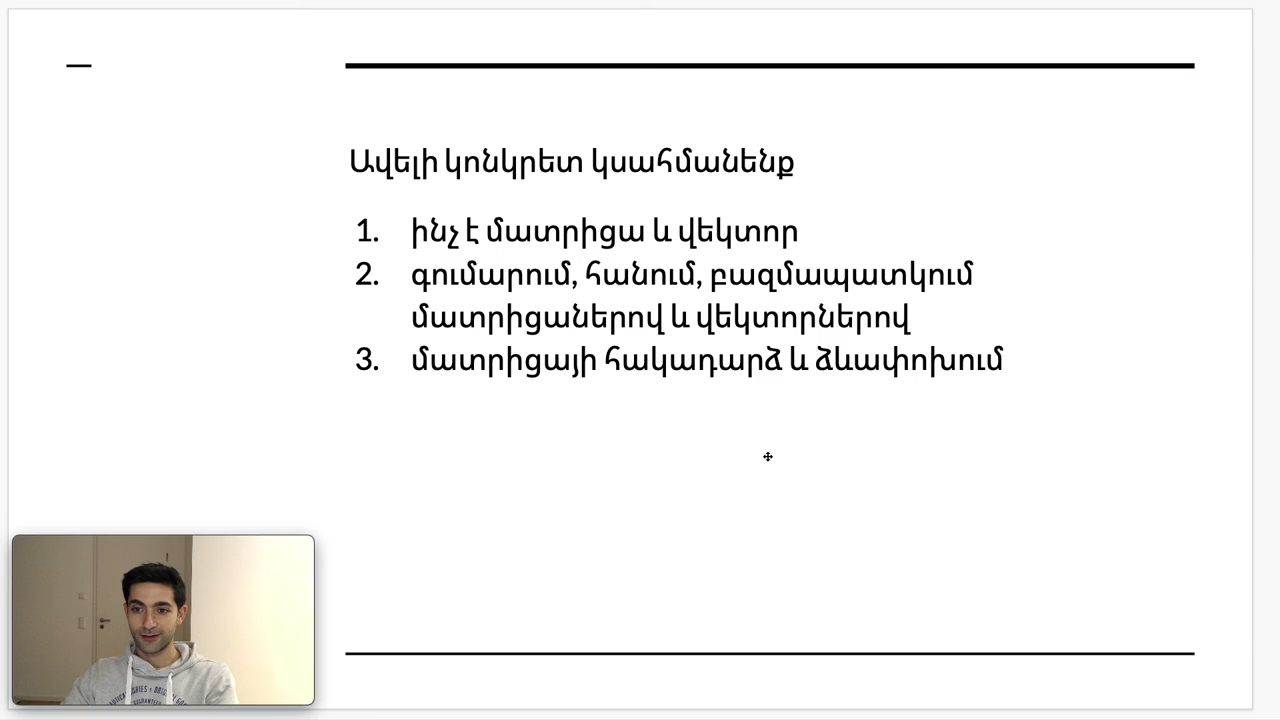 Ավելի կոնկրետ կսահմանենք
1. ինչ է մատրիցա և վեկտոր
2. գումարում, հանում, բազմապատկում
մատրիցաներով և վեկտորներով
3. մատրիցայի հակադարձ և ձևափոխում